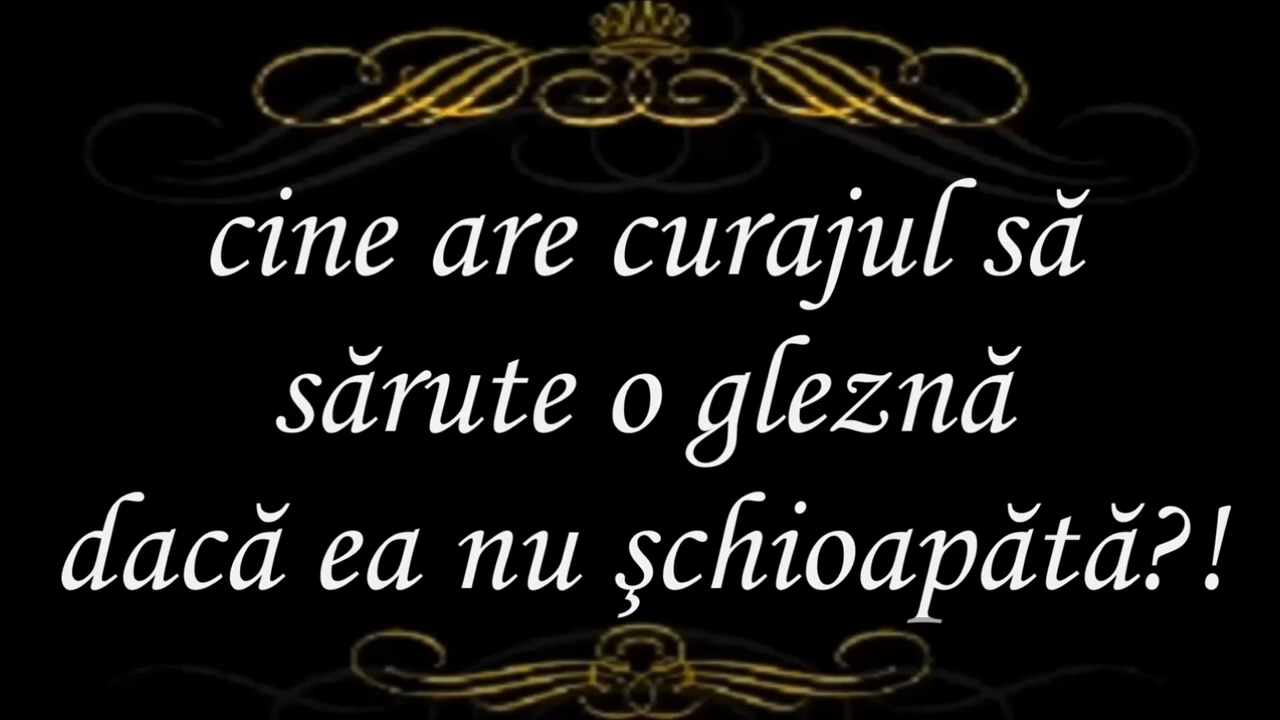 cine are curajul să
sărute o gleznă
dacă ea nu şchioapătă?!